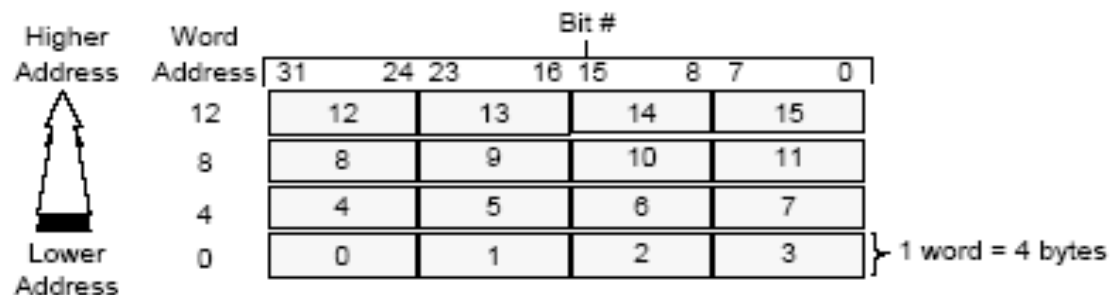 Bit #
Higher Word
Address Address 31 24 23 16 15 8 7 0
12 12 13 14 15
8 8 9 10 11
4 4 5 6 7
Lower 0 0 1 2 3 1 word = 4 bytes
Address